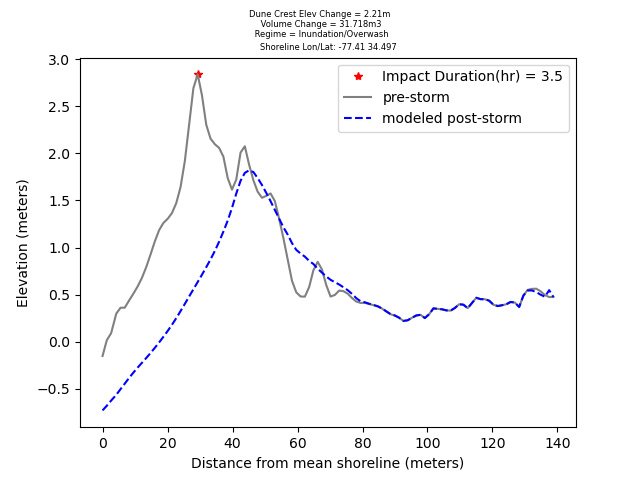 Dune Crest Elev Change = 2.21m
Volume Change = 31.718m3
Regime = Inundation/Overwash
Shoreline Lon/Lat: -77.41 34.497
Impact Duration(hr) = 3.5
pre-storm
modeled post-storm
Elevation (meters)
3.0
2.5
2.0
1.5
1.0
0.5
0.0
−0.5
0 20 40 60 80 100 120 140
Distance from mean shoreline (meters)